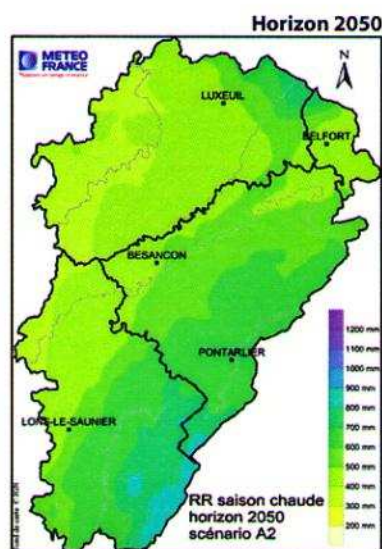 Horizon 2050
METEO
FRANCE
N
LUXEUIL
BELFORT
BESANCON
PONTARLIER
LONS-LE-SAUNIER
1200 mm
1000 mm
900 mm
800 mm
700 mm
600 mm
500 mm
400 mm
300 mm
200 mm
RR saison chaude
horizon 2050
scénario A2